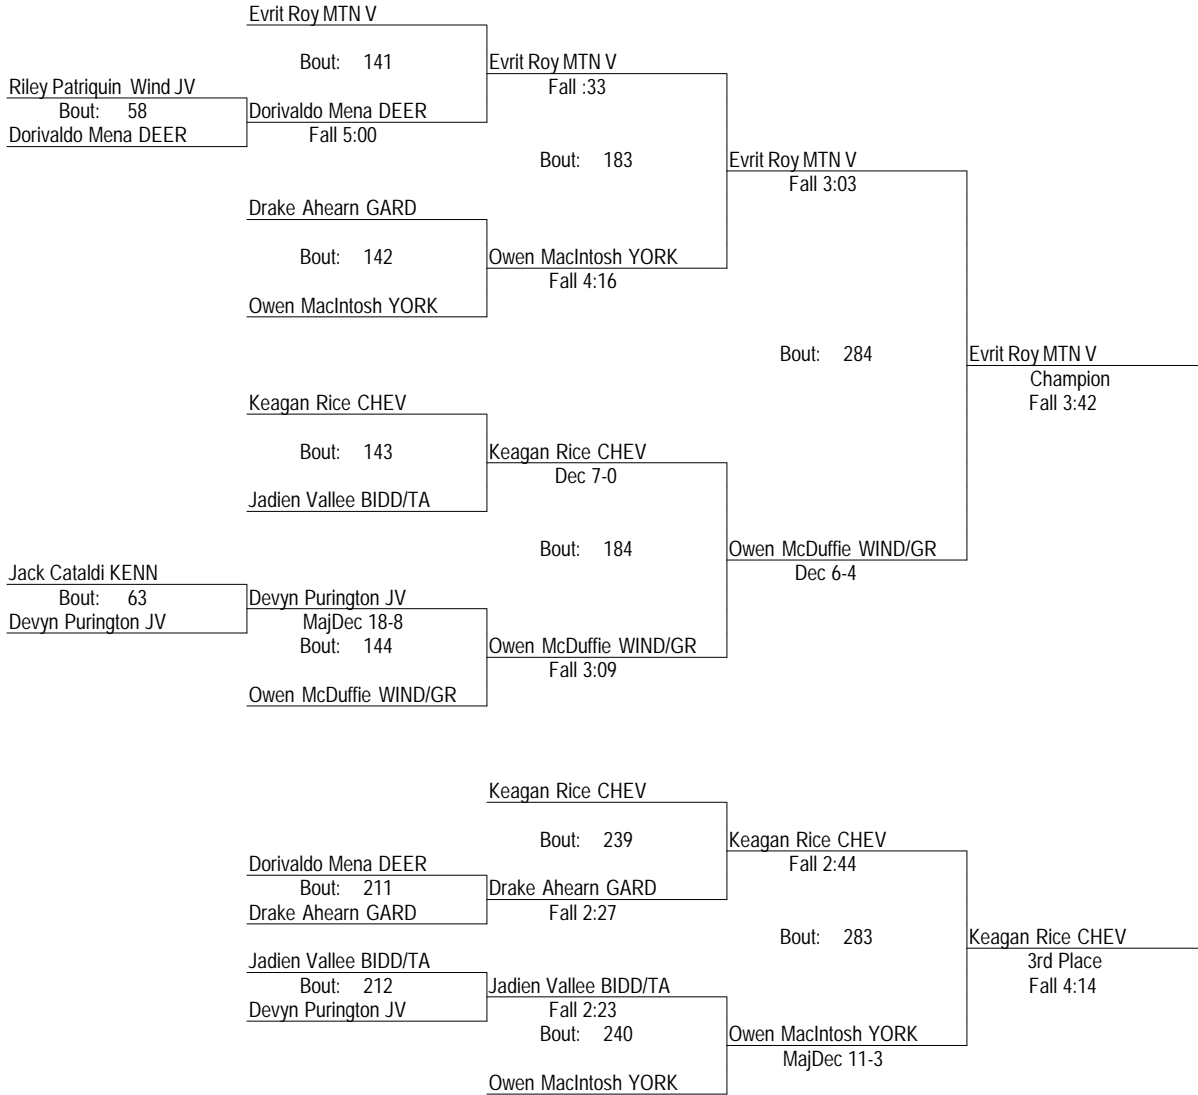 Evrit Roy MTN V
Bout: 141
Evrit Roy MTN V
Fall :33
Riley Patriquin Wind JV
Bout: 58
Dorivaldo Mena DEER
Dorivaldo Mena DEER
Fall 5:00
Bout: 183
Evrit Roy MTN V
Fall 3:03
Drake Ahearn GARD
Bout: 142
Owen MacIntosh YORK
Fall 4:16
Owen MacIntosh YORK
Bout: 284
Evrit Roy MTN V
Champion
Fall 3:42
Keagan Rice CHEV
Bout: 143
Keagan Rice CHEV
Dec 7-0
Jadien Vallee BIDD/TA
Bout: 184
Owen McDuffie WIND/GR
Dec 6-4
Jack Cataldi KENN
Bout: 63
Devyn Purington JV
Devyn Purington JV
MajDec 18-8
Bout: 144
Owen McDuffie WIND/GR
Fall 3:09
Owen McDuffie WIND/GR
Keagan Rice CHEV
Bout: 239
Keagan Rice CHEV
Fall 2:44
Dorivaldo Mena DEER
Bout: 211
Drake Ahearn GARD
Drake Ahearn GARD
Fall 2:27
Bout: 283
Keagan Rice CHEV
3rd Place
Fall 4:14
Jadien Vallee BIDD/TA
Bout: 212
Devyn Purington JV
Jadien Vallee BIDD/TA
Fall 2:23
Bout: 240
Owen MacIntosh YORK
MajDec 11-3
Owen MacIntosh YORK